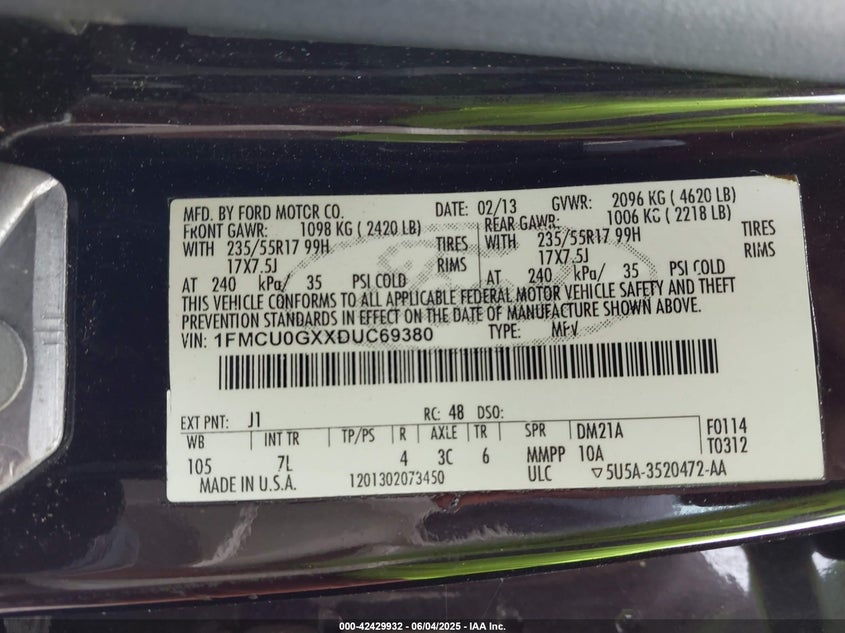 MFD. BY FORD MOTOR CO. DATE: 02/13 GVWR: 2096 KG ( 4620 LB)
FRONT GAWR: 1098 KG ( 2420 LB) REAR GAWR: 1006 KG ( 2218 LB)
WITH 235/55R17 99H TIRES WITH 235/55R17 99H TIRES
17X7.5J RIMS 17X7.5J RIMS
AT 240 kPa/ 35 PSI COLD AT 240 kPa/ 35 PSI COLD
THIS VEHICLE CONFORMS TO ALL APPLICABLE FEDERAL MOTOR VEHICLE SAFETY AND THEFT
PREVENTION STANDARDS IN EFFECT ON THE DATE OF MANUFACTURE SHOWN ABOVE.
VIN: 1FMCU0GXXDUC69380 TYPE: MPV
EXT PNT: J1 RC: 48 DSO:
WB INT TR TP/PS R AXLE TR SPR DM21A F0114
105 7L 4 3C 6 MMPP 10A T0312
MADE IN U.S.A. 1201302073450 ULC ▽5U5A-3520472-AA
000-42429932 - 06/04/2025 - IAA Inc.